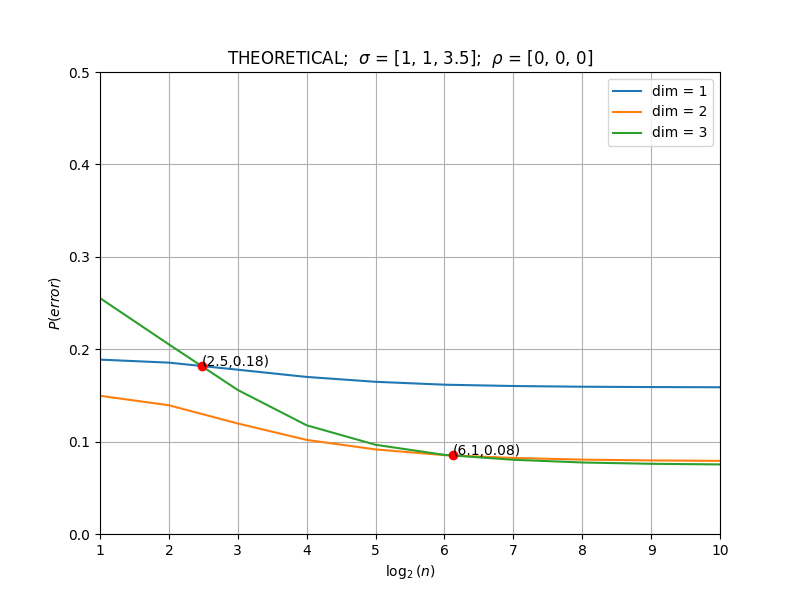 THEORETICAL;  σ = [1, 1, 3.5];  ρ = [0, 0, 0]
0.5
0.4
0.3
0.2
0.1
0.0
P(error)
dim = 1
dim = 2
dim = 3
(2.5,0.18)
(6.1,0.08)
1 2 3 4 5 6 7 8 9 10
log₂(n)